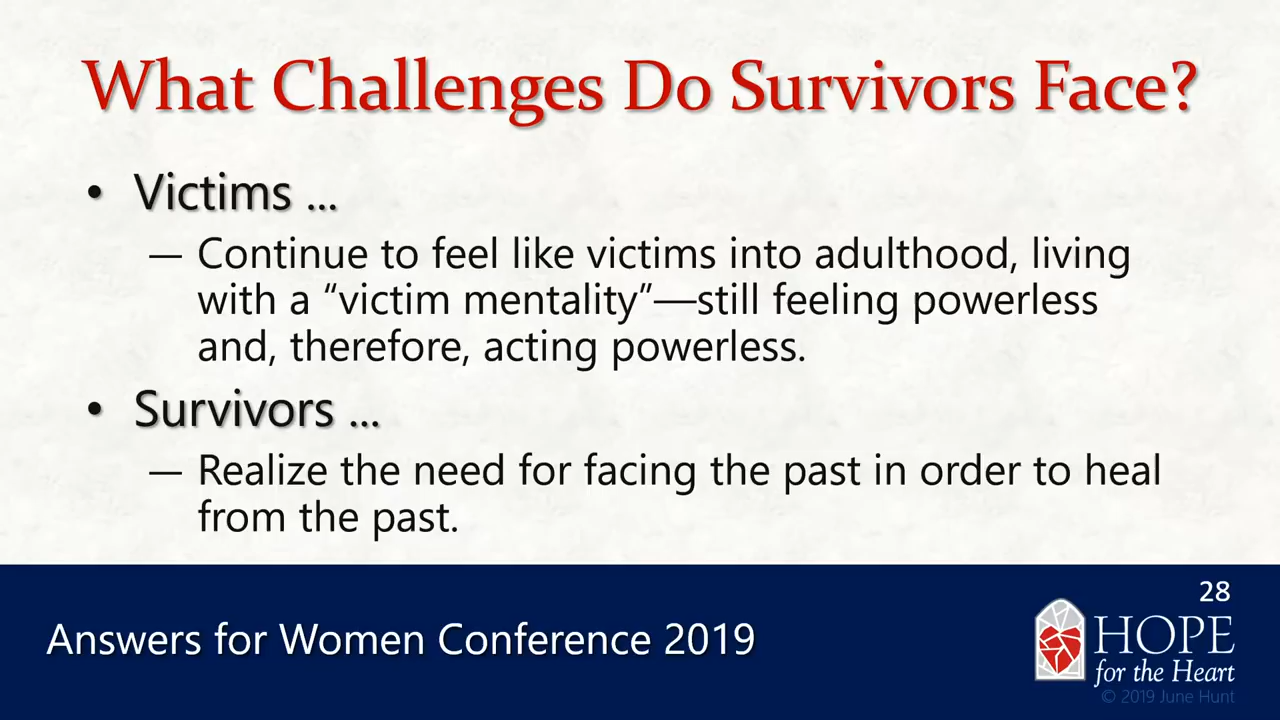 What Challenges Do Survivors Face?
• Victims ...
— Continue to feel like victims into adulthood, living
with a “victim mentality”—still feeling powerless
and, therefore, acting powerless.
• Survivors ...
— Realize the need for facing the past in order to heal
from the past.
28
Answers for Women Conference 2019
HOPE
for the Heart
© 2019 June Hunt